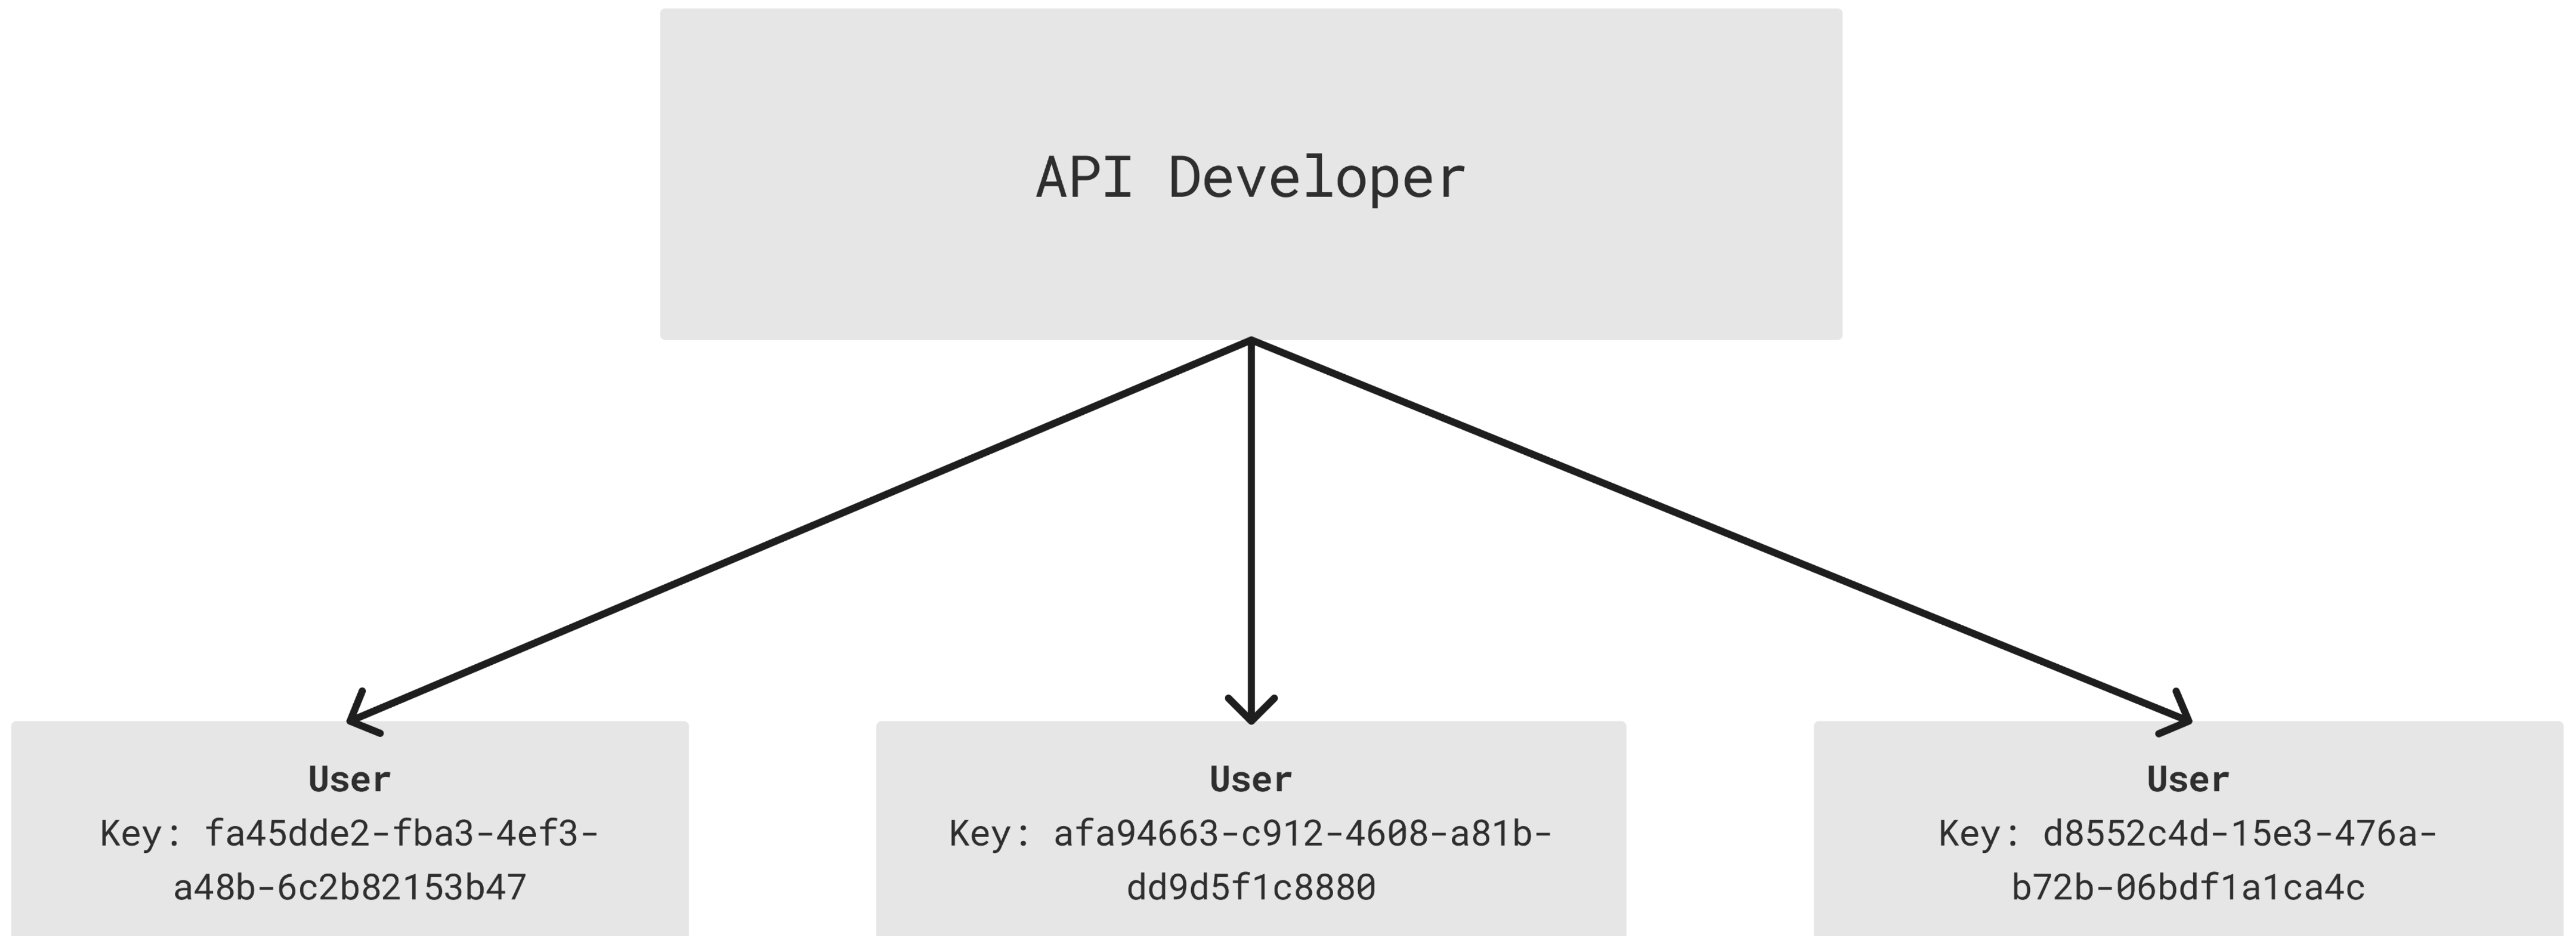 API Developer
User
Key: fa45dde2-fba3-4ef3-
a48b-6c2b82153b47
User
Key: afa94663-c912-4608-a81b-
dd9d5f1c8880
User
Key: d8552c4d-15e3-476a-
b72b-06bdf1a1ca4c